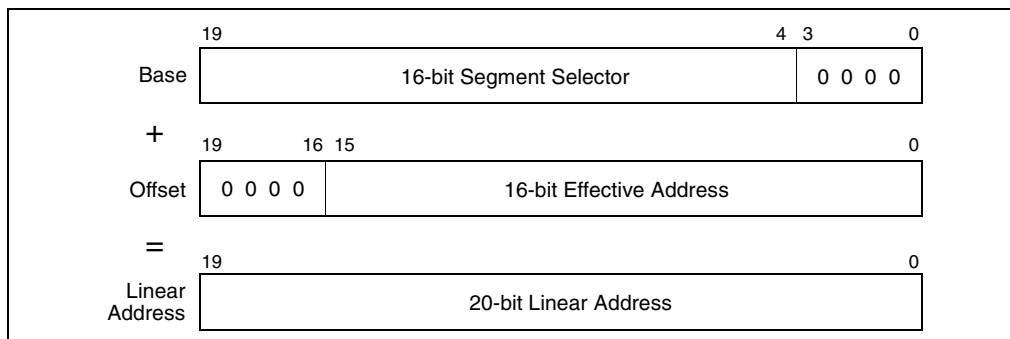 19 4 3 0
Base 16-bit Segment Selector 0 0 0 0
+
19 16 15 0
Offset 0 0 0 0 16-bit Effective Address
=
19 0
Linear
Address
20-bit Linear Address